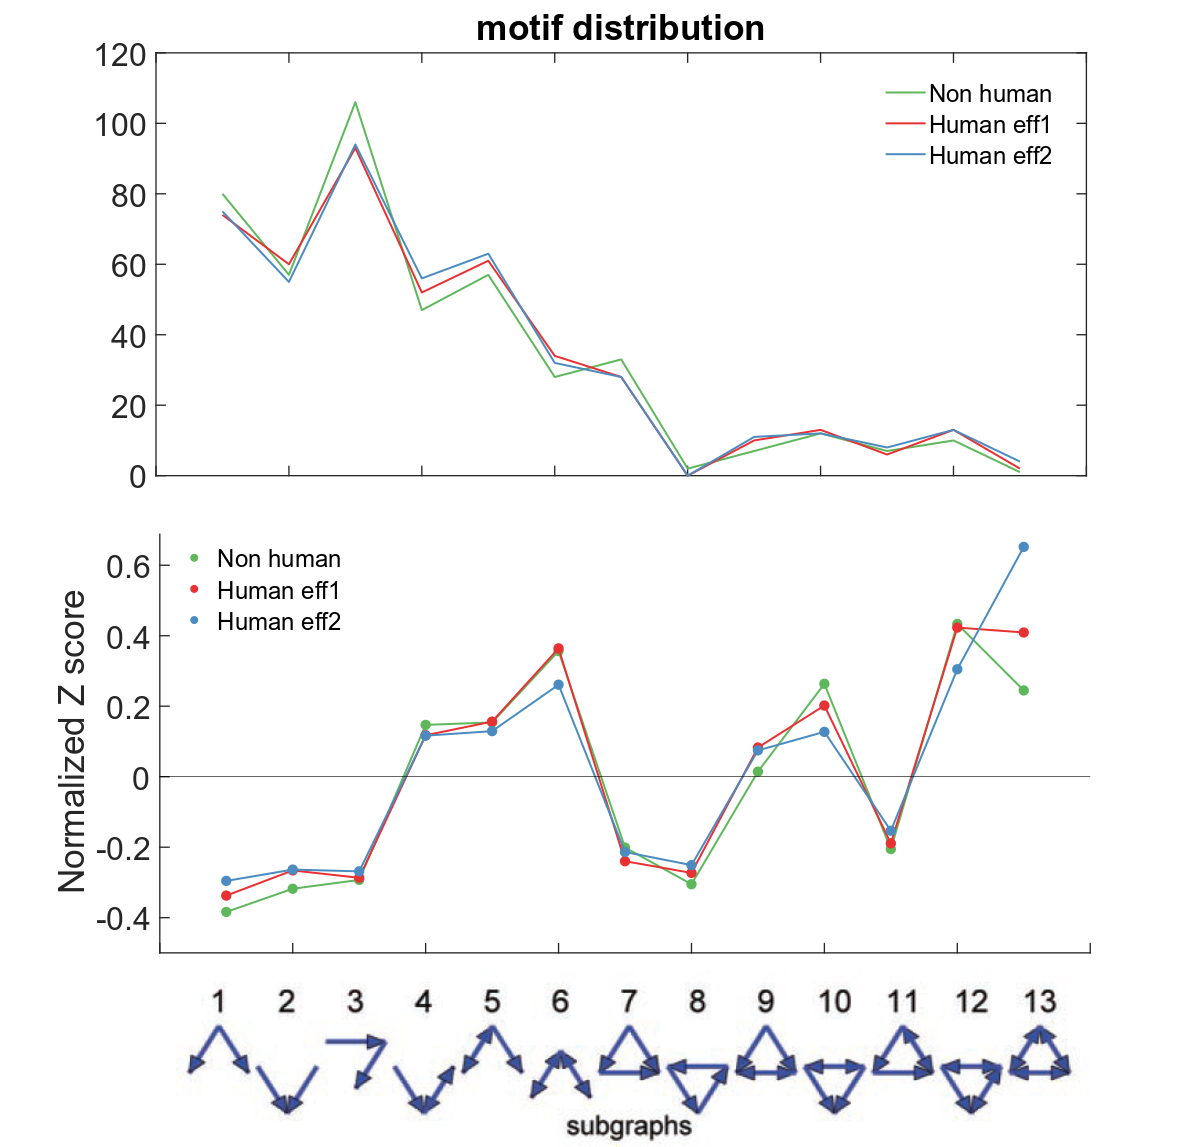 motif distribution
120
100
80
60
40
20
0
Non human
Human eff1
Human eff2
Normalized Z score
0.6
0.4
0.2
0
-0.2
-0.4
Non human
Human eff1
Human eff2
1 2 3 4 5 6 7 8 9 10 11 12 13
subgraphs